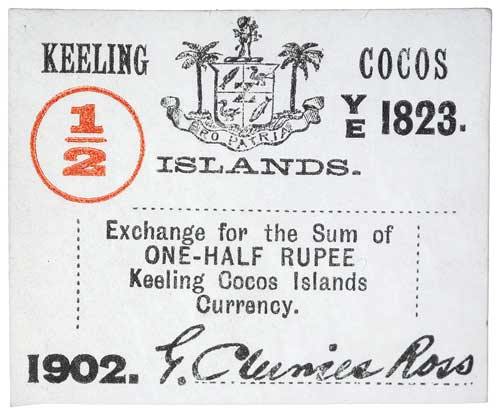 KEELING COCOS
1/2
YE 1823.
PRO PATRIA
ISLANDS.
Exchange for the Sum of
ONE-HALF RUPEE
Keeling Cocos Islands
Currency.
1902. G. Clunies Ross